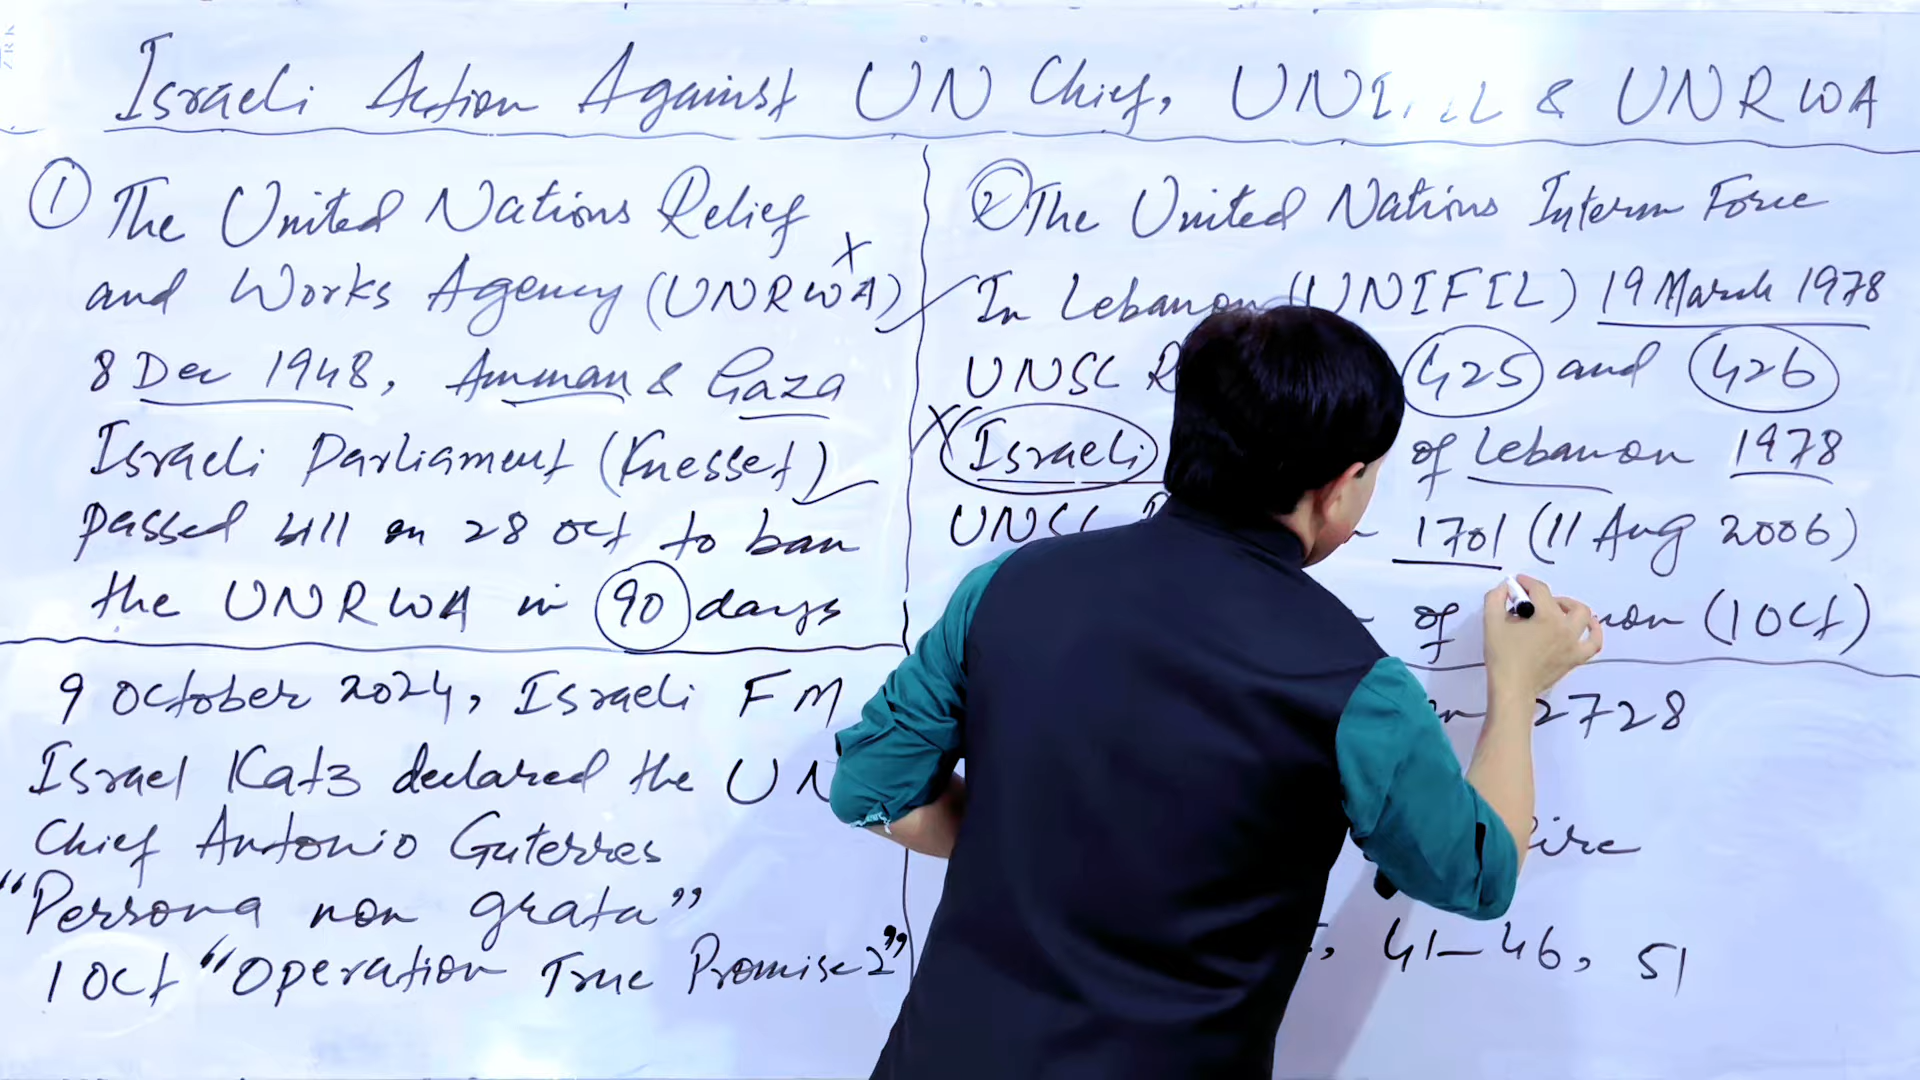 Israeli Action Against UN Chief, UNIFIL & UNRWA
① The United Nations Relief
and Works Agency (UNRWA)
8 Dec 1948, Amman & Gaza
Israeli Parliament (Knesset)
Passed bill on 28 Oct to ban
the UNRWA in 90 days
9 October 2024, Israeli FM
Israel Katz declared the UN
Chief Antonio Guterres
"Persona non grata"
1 Oct "Operation True Promise 2"
② The United Nations Interim Force
In Lebanon (UNIFIL) 19 March 1978
UNSC 425 and 426
Israeli of Lebanon 1978
UNSC 1701 (11 Aug 2006)
of (1 Oct)
2728
41-46, 51